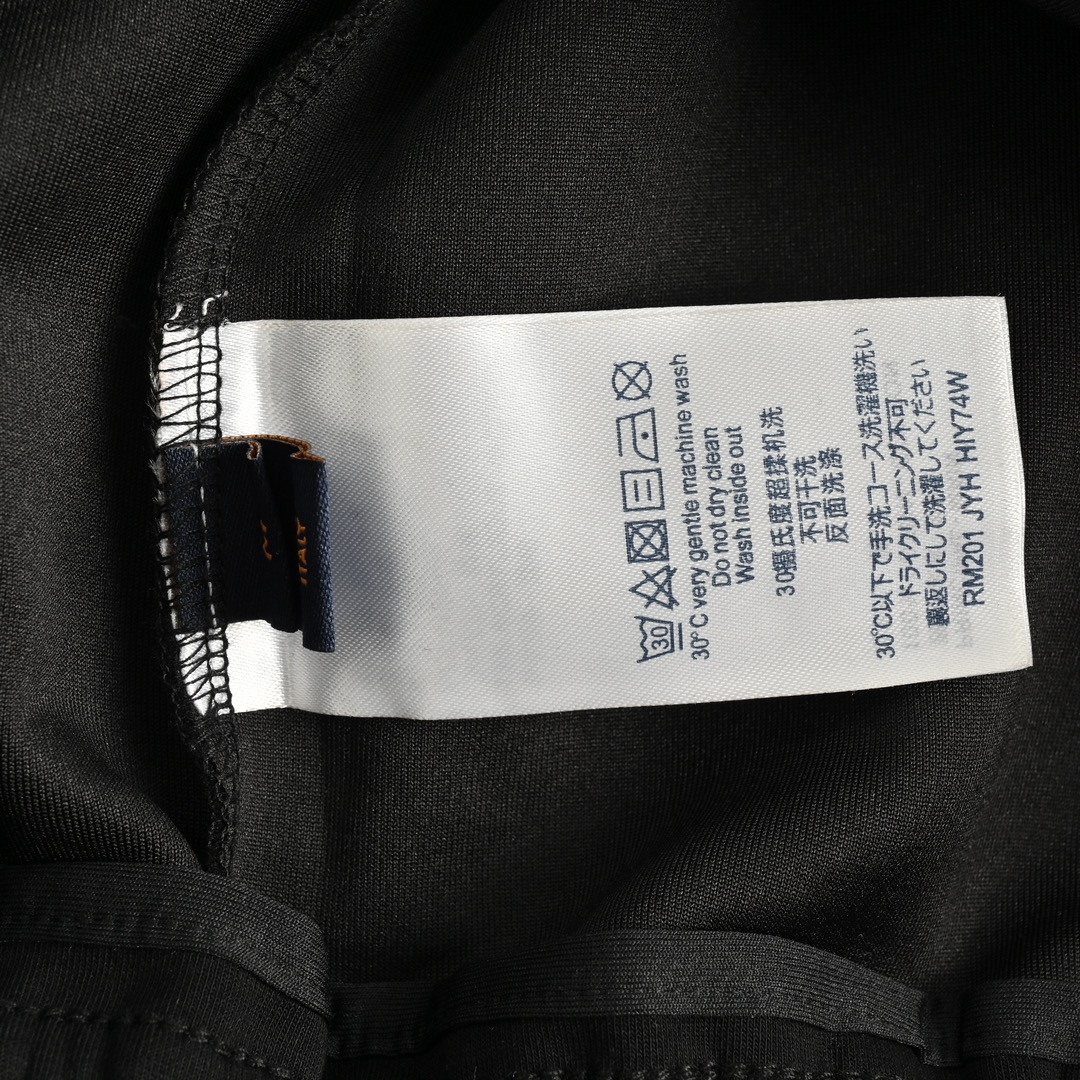 ITALY
30
30°C very gentle machine wash
Do not dry clean
Wash inside out
30摄氏度超揉机洗
不可干洗
反面洗涤
30℃以下で手洗コース洗濯機洗い
ドライクリーニング不可
裏返しにして洗濯してください
RM201 JYH HIY74W